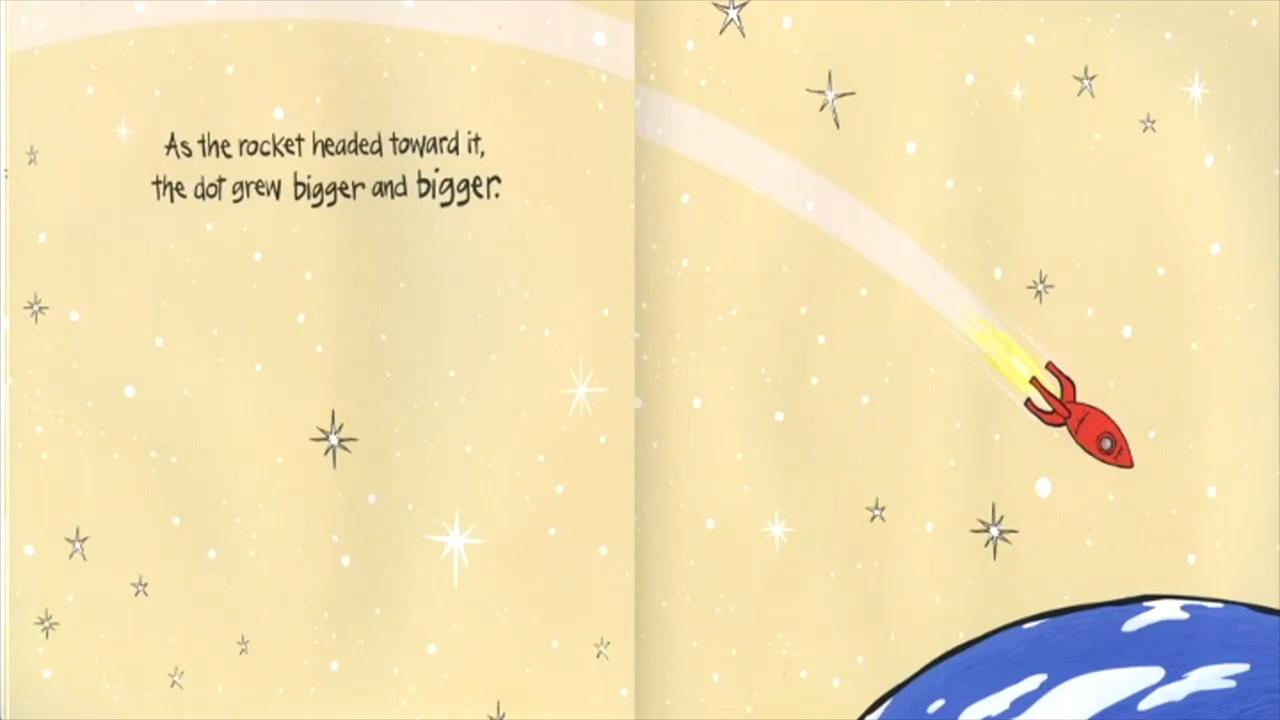 As the rocket headed toward it,
the dot grew bigger and bigger.